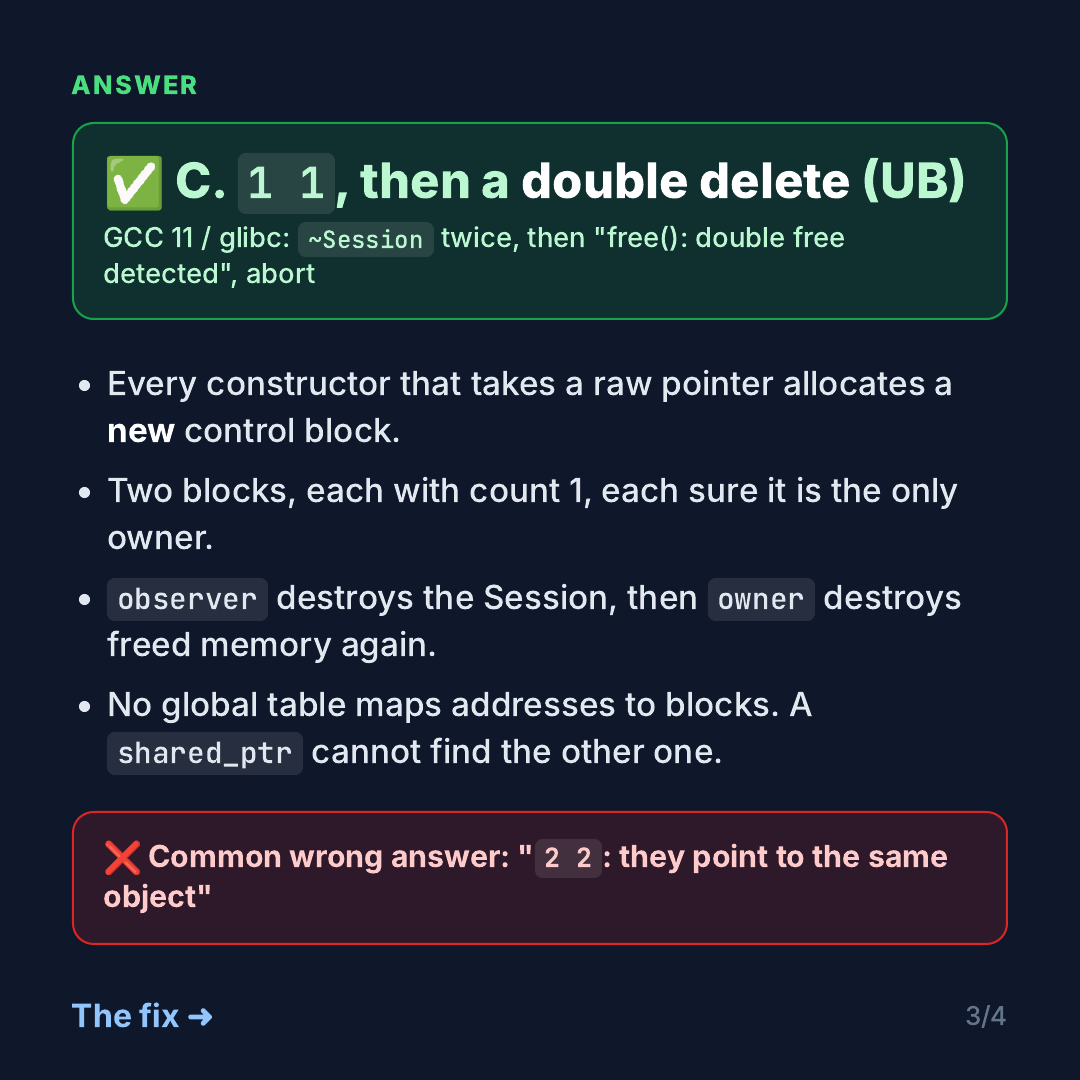 ANSWER
✅ C. 1 1, then a double delete (UB)
GCC 11 / glibc: ~Session twice, then "free(): double free
detected", abort
• Every constructor that takes a raw pointer allocates a
new control block.
• Two blocks, each with count 1, each sure it is the only
owner.
• observer destroys the Session, then owner destroys
freed memory again.
• No global table maps addresses to blocks. A
shared_ptr cannot find the other one.
❌ Common wrong answer: "2 2: they point to the same
object"
The fix ➜
3/4